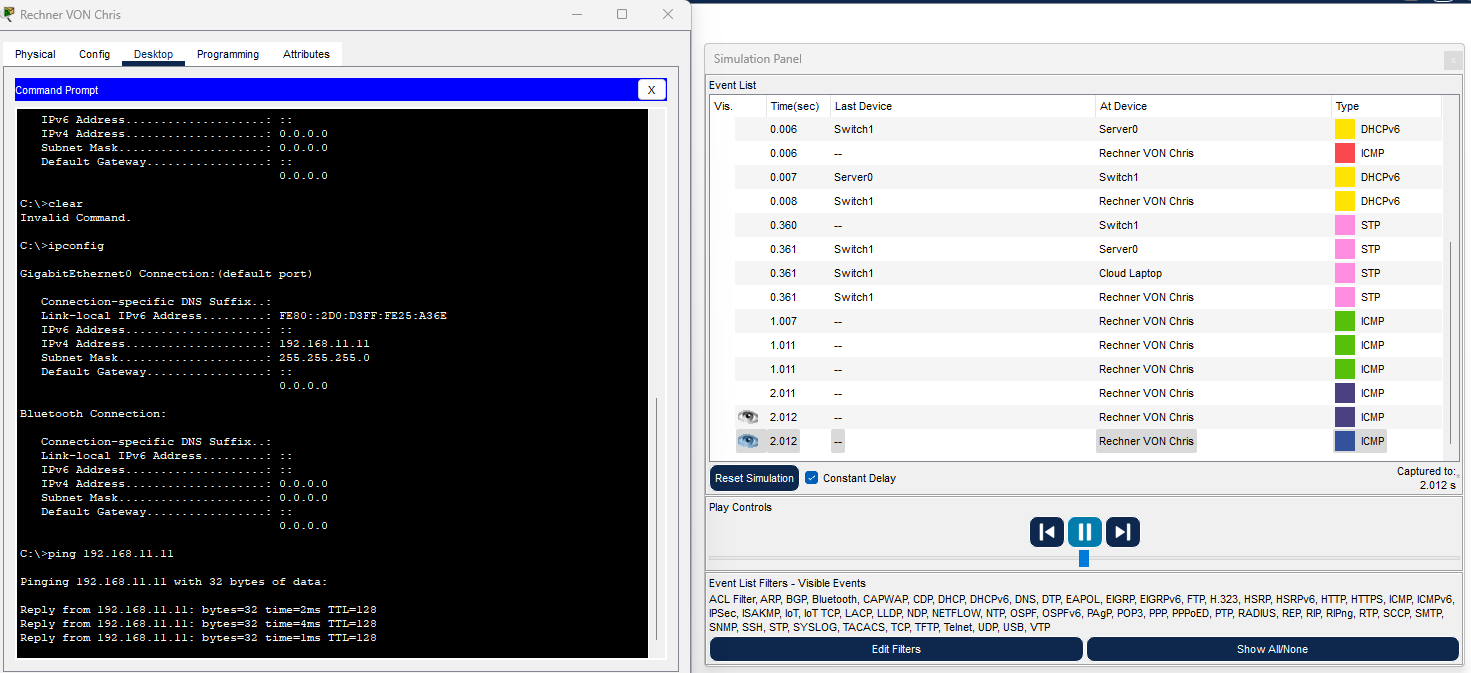 Rechner VON Chris
Physical Config Desktop Programming Attributes
Command Prompt X
IPv6 Address....................: ::
IPv4 Address....................: 0.0.0.0
Subnet Mask.....................: 0.0.0.0
Default Gateway.................: ::
0.0.0.0
C:\>clear
Invalid Command.
C:\>ipconfig
GigabitEthernet0 Connection:(default port)
Connection-specific DNS Suffix..:
Link-local IPv6 Address.........: FE80::2D0:D3FF:FE25:A36E
IPv6 Address....................: ::
IPv4 Address....................: 192.168.11.11
Subnet Mask.....................: 255.255.255.0
Default Gateway.................: ::
0.0.0.0
Bluetooth Connection:
Connection-specific DNS Suffix..:
Link-local IPv6 Address.........: ::
IPv6 Address....................: ::
IPv4 Address....................: 0.0.0.0
Subnet Mask.....................: 0.0.0.0
Default Gateway.................: ::
0.0.0.0
C:\>ping 192.168.11.11
Pinging 192.168.11.11 with 32 bytes of data:
Reply from 192.168.11.11: bytes=32 time=2ms TTL=128
Reply from 192.168.11.11: bytes=32 time=4ms TTL=128
Reply from 192.168.11.11: bytes=32 time=1ms TTL=128
Simulation Panel
Event List
Vis. Time(sec) Last Device At Device Type
0.006 Switch1 Server0 DHCPv6
0.006 -- Rechner VON Chris ICMP
0.007 Server0 Switch1 DHCPv6
0.008 Switch1 Rechner VON Chris DHCPv6
0.360 -- Switch1 STP
0.361 Switch1 Server0 STP
0.361 Switch1 Cloud Laptop STP
0.361 Switch1 Rechner VON Chris STP
1.007 -- Rechner VON Chris ICMP
1.011 -- Rechner VON Chris ICMP
1.011 -- Rechner VON Chris ICMP
2.011 -- Rechner VON Chris ICMP
2.012 -- Rechner VON Chris ICMP
2.012 -- Rechner VON Chris ICMP
Reset Simulation Constant Delay Captured to:
2.012 s
Play Controls
Event List Filters - Visible Events
ACL Filter, ARP, BGP, Bluetooth, CAPWAP, CDP, DHCP, DHCPv6, DNS, DTP, EAPOL, EIGRP, EIGRPv6, FTP, H.323, HSRP, HSRPv6, HTTP, HTTPS, ICMP, ICMPv6,
IPSec, ISAKMP, IoT, IoT TCP, LACP, LLDP, NDP, NETFLOW, NTP, OSPF, OSPFv6, PAgP, POP3, PPP, PPPoED, PTP, RADIUS, REP, RIP, RIPng, RTP, SCCP, SMTP,
SNMP, SSH, STP, SYSLOG, TACACS, TCP, TFTP, Telnet, UDP, USB, VTP
Edit Filters Show All/None